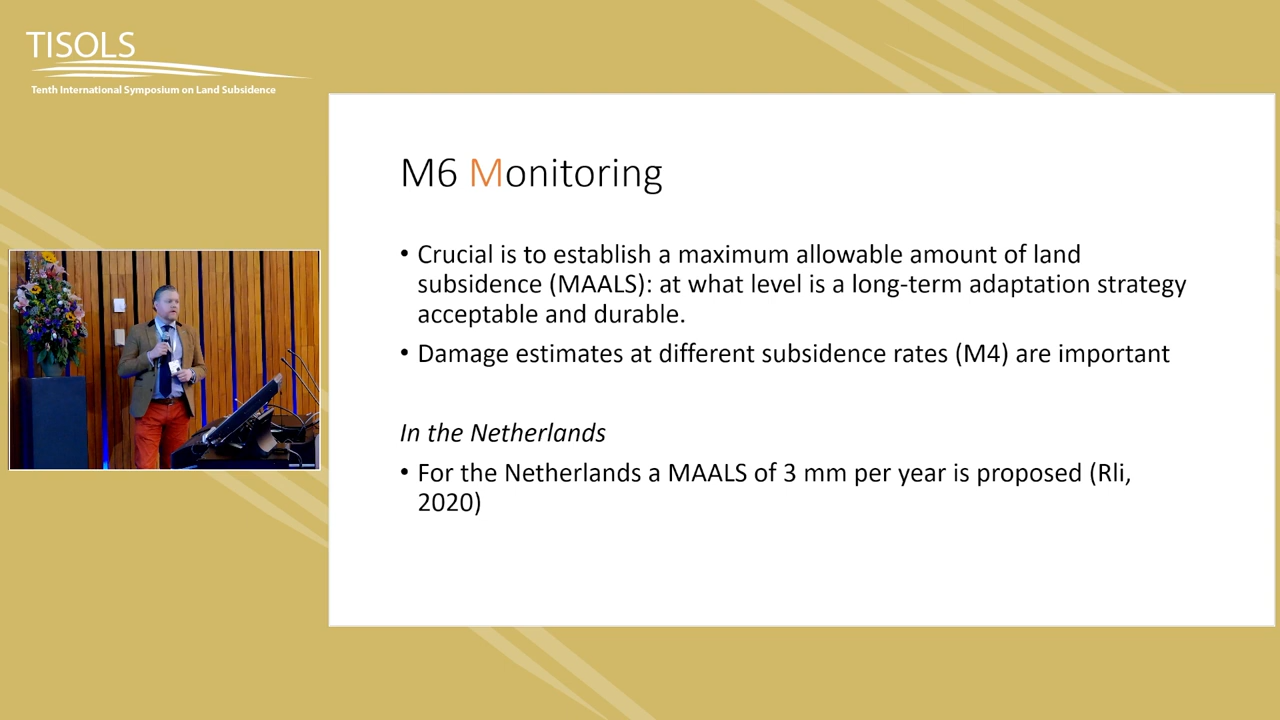 TISOLS
Tenth International Symposium on Land Subsidence
M6 Monitoring
• Crucial is to establish a maximum allowable amount of land
subsidence (MAALS): at what level is a long-term adaptation strategy
acceptable and durable.
• Damage estimates at different subsidence rates (M4) are important
In the Netherlands
• For the Netherlands a MAALS of 3 mm per year is proposed (Rli,
2020)